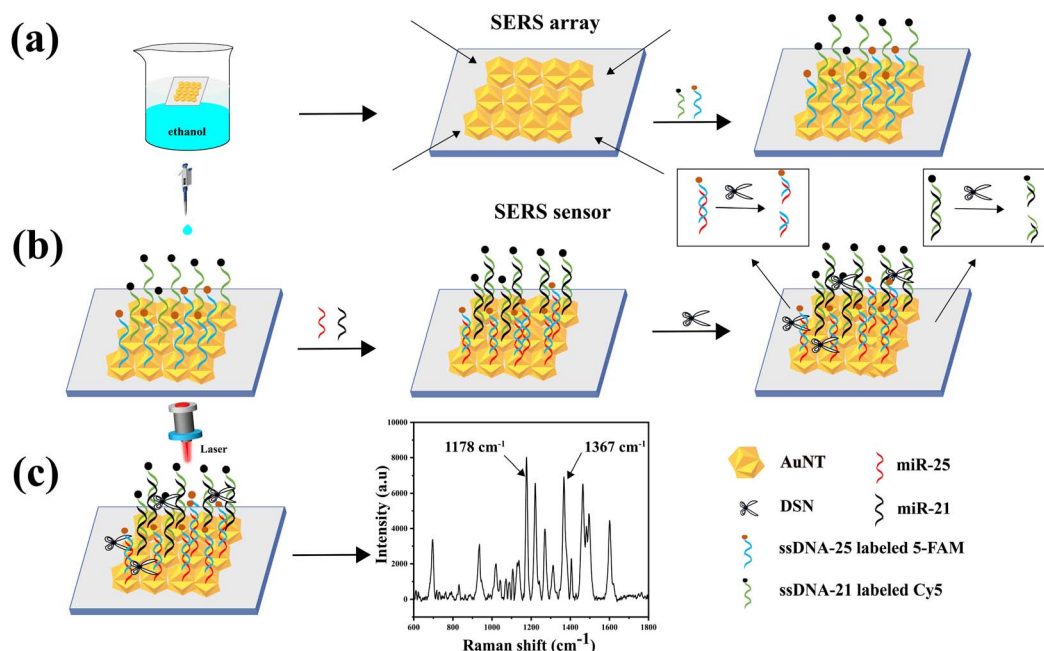 (a)
SERS array
ethanol
SERS sensor
(b)
(c)
Laser
1178 cm⁻¹
1367 cm⁻¹
Intensity (a.u)
10000
8000
6000
4000
2000
0
600 800 1000 1200 1400 1600 1800
Raman shift (cm⁻¹)
AuNT
miR-25
DSN
miR-21
ssDNA-25 labeled 5-FAM
ssDNA-21 labeled Cy5